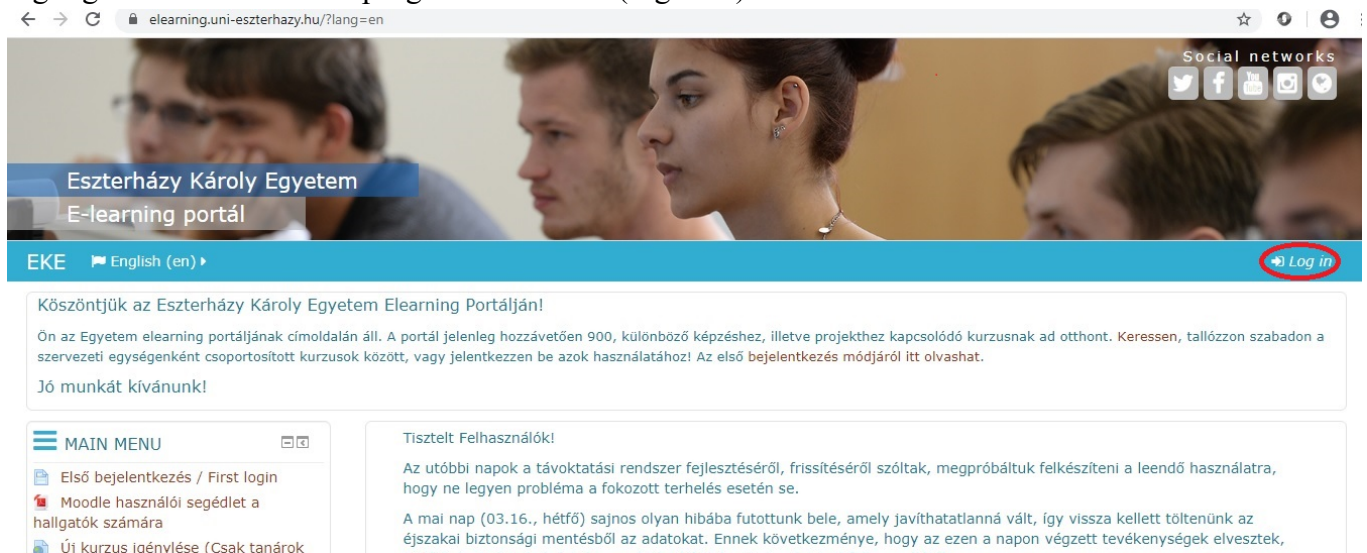 elearning.uni-eszterhazy.hu/?lang=en
Social networks
You
Tube
Eszterházy Károly Egyetem
E-learning portál
EKE English (en) Log in
Köszöntjük az Eszterházy Károly Egyetem Elearning Portálján!
Ön az Egyetem elearning portáljának címoldalán áll. A portál jelenleg hozzávetően 900, különböző képzéshez, illetve projekthez kapcsolódó kurzusnak ad otthont. Keressen, tallózzon szabadon a
szervezeti egységenként csoportosított kurzusok között, vagy jelentkezzen be azok használatához! Az első bejelentkezés módjáról itt olvashat.
Jó munkát kívánunk!
MAIN MENU
Első bejelentkezés / First login
Moodle használói segédlet a
hallgatók számára
Új kurzus igénylése (Csak tanárok
Tisztelt Felhasználók!
Az utóbbi napok a távoktatási rendszer fejlesztéséről, frissítéséről szóltak, megpróbáltuk felkészíteni a leendő használatra,
hogy ne legyen probléma a fokozott terhelés esetén se.
A mai nap (03.16., hétfő) sajnos olyan hibába futottunk bele, amely javíthatatlanná vált, így vissza kellett töltenünk az
éjszakai biztonsági mentésből az adatokat. Ennek következménye, hogy az ezen a napon végzett tevékenységek elvesztek,